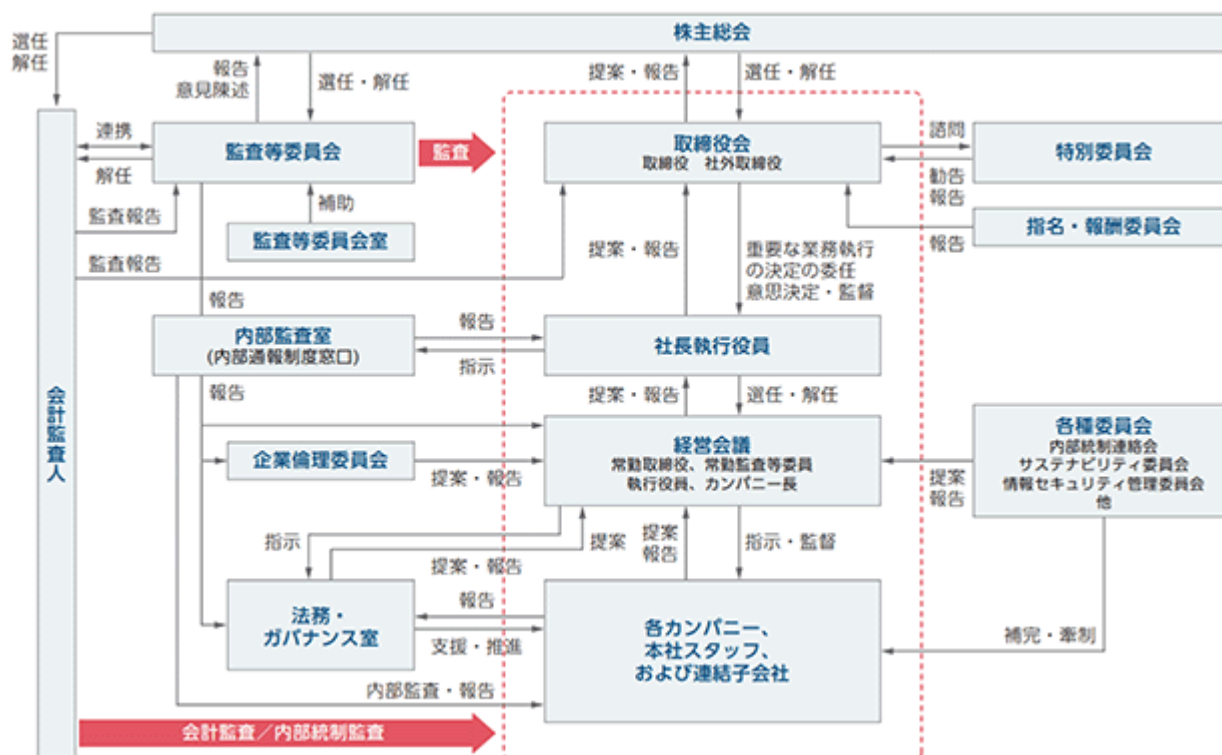 株主総会
選任
解任
報告
意見陳述
選任・解任
提案・報告
選任・解任
連携
解任
監査等委員会
監査
取締役会
取締役　社外取締役
諮問
勧告
報告
特別委員会
監査報告
補助
監査等委員会室
報告
指名・報酬委員会
監査報告
提案・報告
重要な業務執行
の決定の委任
意思決定・監督
報告
内部監査室
(内部通報制度窓口)
報告
指示
社長執行役員
会計監査人
報告
提案・報告
選任・解任
企業倫理委員会
提案・報告
経営会議
常勤取締役、常勤監査等委員
執行役員、カンパニー長
提案
報告
各種委員会
内部統制連絡会
サステナビリティ委員会
情報セキュリティ管理委員会
他
指示
提案・報告
提案
提案
報告
指示・監督
法務・
ガバナンス室
報告
支援・推進
各カンパニー、
本社スタッフ、
および連結子会社
補完・牽制
内部監査・報告
会計監査／内部統制監査